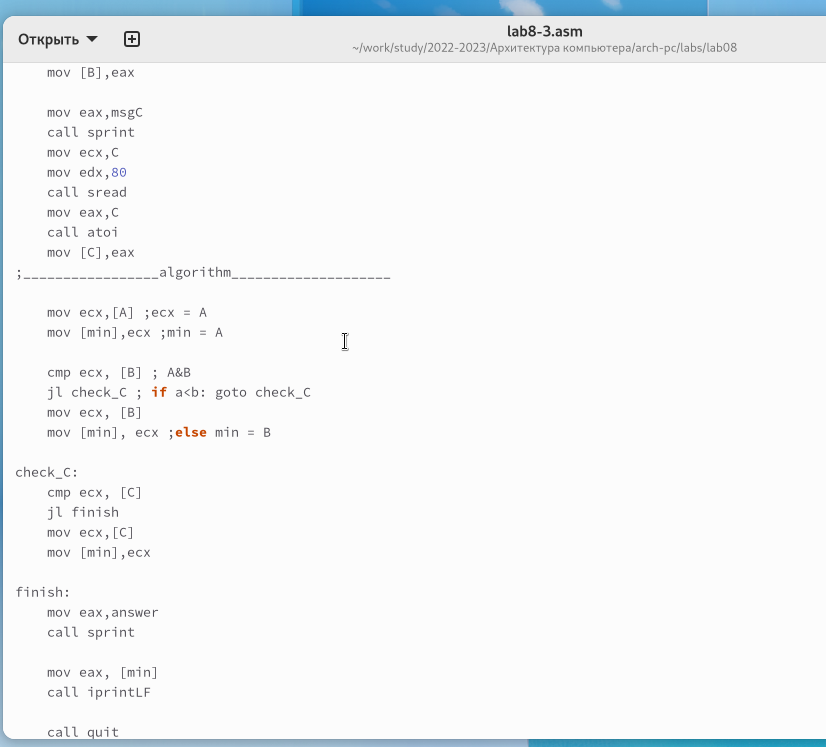 Открыть
lab8-3.asm
~/work/study/2022-2023/Архитектура компьютера/arch-pc/labs/lab08
mov [B],eax
mov eax,msgC
call sprint
mov ecx,C
mov edx,80
call sread
mov eax,C
call atoi
mov [C],eax
;_________________algorithm____________________
mov ecx,[A] ;ecx = A
mov [min],ecx ;min = A
cmp ecx, [B] ; A&B
jl check_C ; if a<b: goto check_C
mov ecx, [B]
mov [min], ecx ;else min = B
check_C:
cmp ecx, [C]
jl finish
mov ecx,[C]
mov [min],ecx
finish:
mov eax,answer
call sprint
mov eax, [min]
call iprintLF
call quit